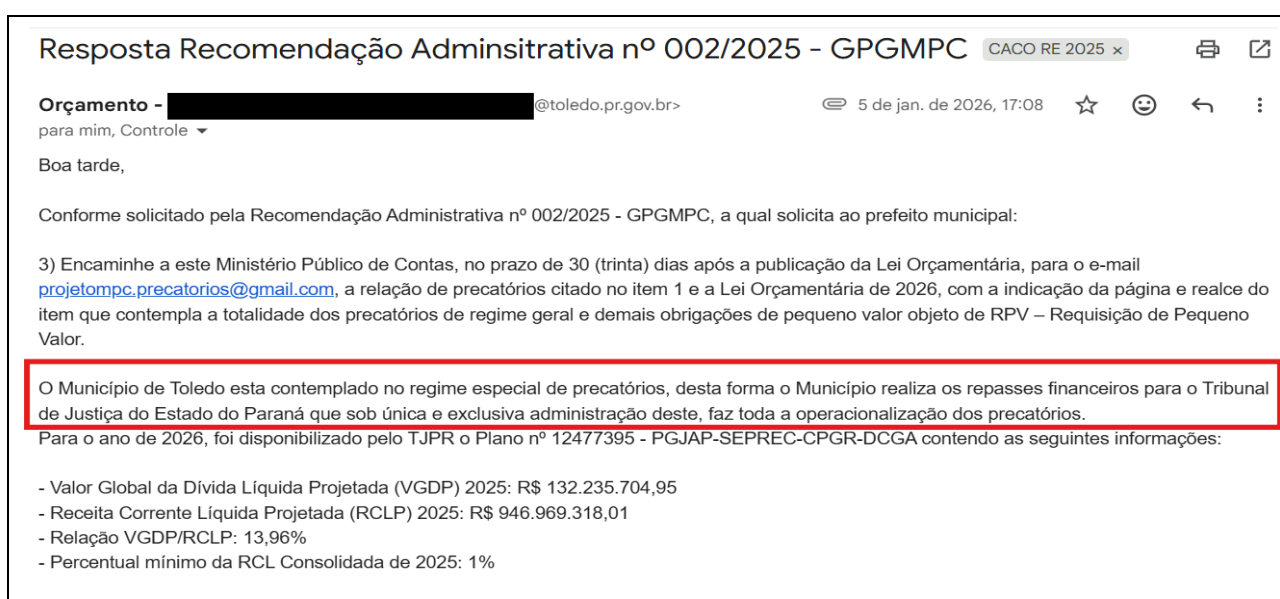 Resposta Recomendação Adminsitrativa nº 002/2025 - GPGMPC CACO RE 2025 x
Orçamento - @toledo.pr.gov.br> 5 de jan. de 2026, 17:08
para mim, Controle
Boa tarde,
Conforme solicitado pela Recomendação Administrativa nº 002/2025 - GPGMPC, a qual solicita ao prefeito municipal:
3) Encaminhe a este Ministério Público de Contas, no prazo de 30 (trinta) dias após a publicação da Lei Orçamentária, para o e-mail
projetompc.precatorios@gmail.com, a relação de precatórios citado no item 1 e a Lei Orçamentária de 2026, com a indicação da página e realce do
item que contempla a totalidade dos precatórios de regime geral e demais obrigações de pequeno valor objeto de RPV – Requisição de Pequeno
Valor.
O Município de Toledo esta contemplado no regime especial de precatórios, desta forma o Município realiza os repasses financeiros para o Tribunal
de Justiça do Estado do Paraná que sob única e exclusiva administração deste, faz toda a operacionalização dos precatórios.
Para o ano de 2026, foi disponibilizado pelo TJPR o Plano nº 12477395 - PGJAP-SEPREC-CPGR-DCGA contendo as seguintes informações:
- Valor Global da Dívida Líquida Projetada (VGDP) 2025: R$ 132.235.704,95
- Receita Corrente Líquida Projetada (RCLP) 2025: R$ 946.969.318,01
- Relação VGDP/RCLP: 13,96%
- Percentual mínimo da RCL Consolidada de 2025: 1%